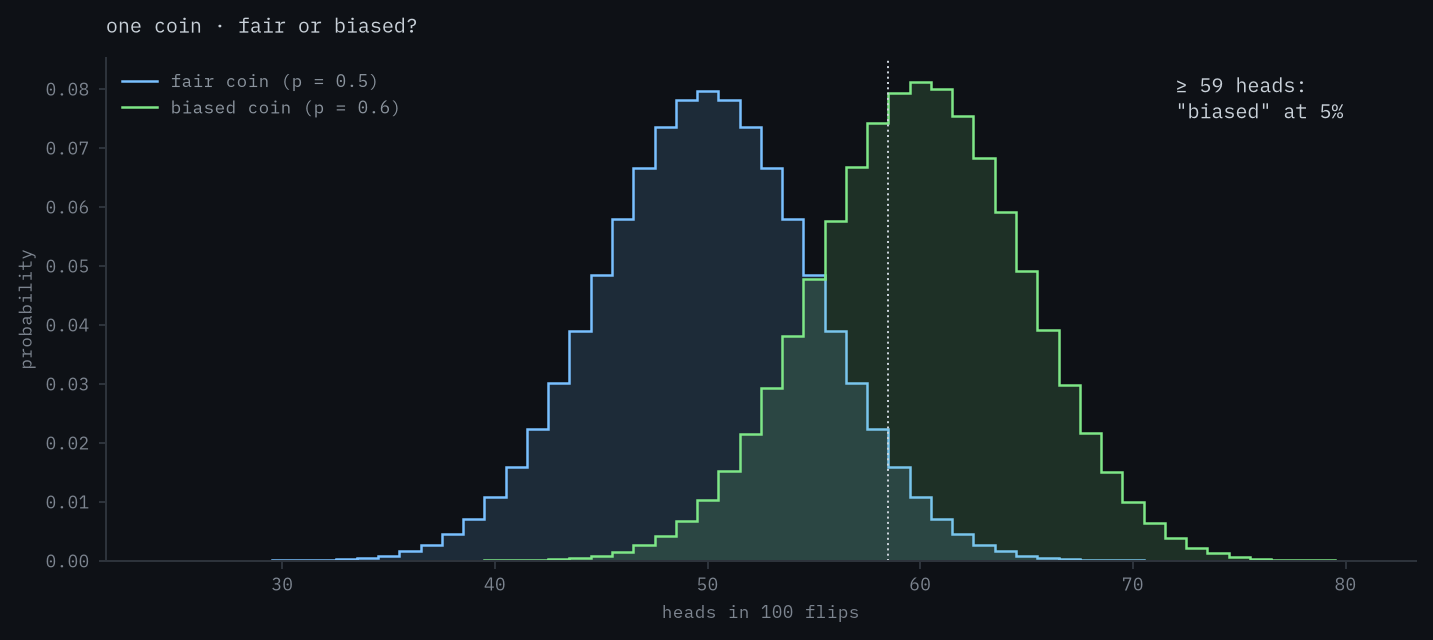 one coin · fair or biased?
fair coin (p = 0.5)
biased coin (p = 0.6)
≥ 59 heads:
"biased" at 5%
probability
0.08
0.07
0.06
0.05
0.04
0.03
0.02
0.01
0.00
30 40 50 60 70 80
heads in 100 flips